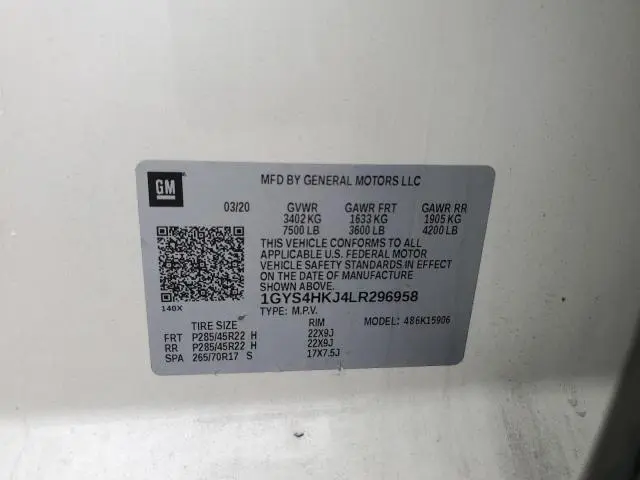 GM
MFD BY GENERAL MOTORS LLC
03/20 GVWR GAWR FRT GAWR RR
3402 KG 1633 KG 1905 KG
7500 LB 3600 LB 4200 LB
THIS VEHICLE CONFORMS TO ALL
APPLICABLE U.S. FEDERAL MOTOR
VEHICLE SAFETY STANDARDS IN EFFECT
ON THE DATE OF MANUFACTURE
SHOWN ABOVE.
140X
1GYS4HKJ4LR296958
TYPE: M.P.V. MODEL: 486K15906
TIRE SIZE RIM
FRT P285/45R22 H 22X9J
RR P285/45R22 H 22X9J
SPA 265/70R17 S 17X7.5J